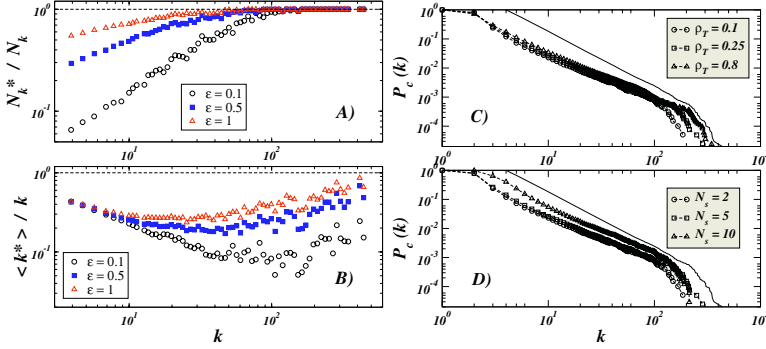 N_k* / N_k
10^0
10^-1
10^1
10^2
ε = 0.1
ε = 0.5
ε = 1
A)
<k*> / k
10^0
10^-1
10^1
10^2
k
ε = 0.1
ε = 0.5
ε = 1
B)
P_c (k)
10^0
10^-1
10^-2
10^-3
10^-4
10^0
10^1
10^2
10^3
ρ_T = 0.1
ρ_T = 0.25
ρ_T = 0.8
C)
P_c (k)
10^0
10^-1
10^-2
10^-3
10^-4
10^0
10^1
10^2
10^3
k
N_s = 2
N_s = 5
N_s = 10
D)